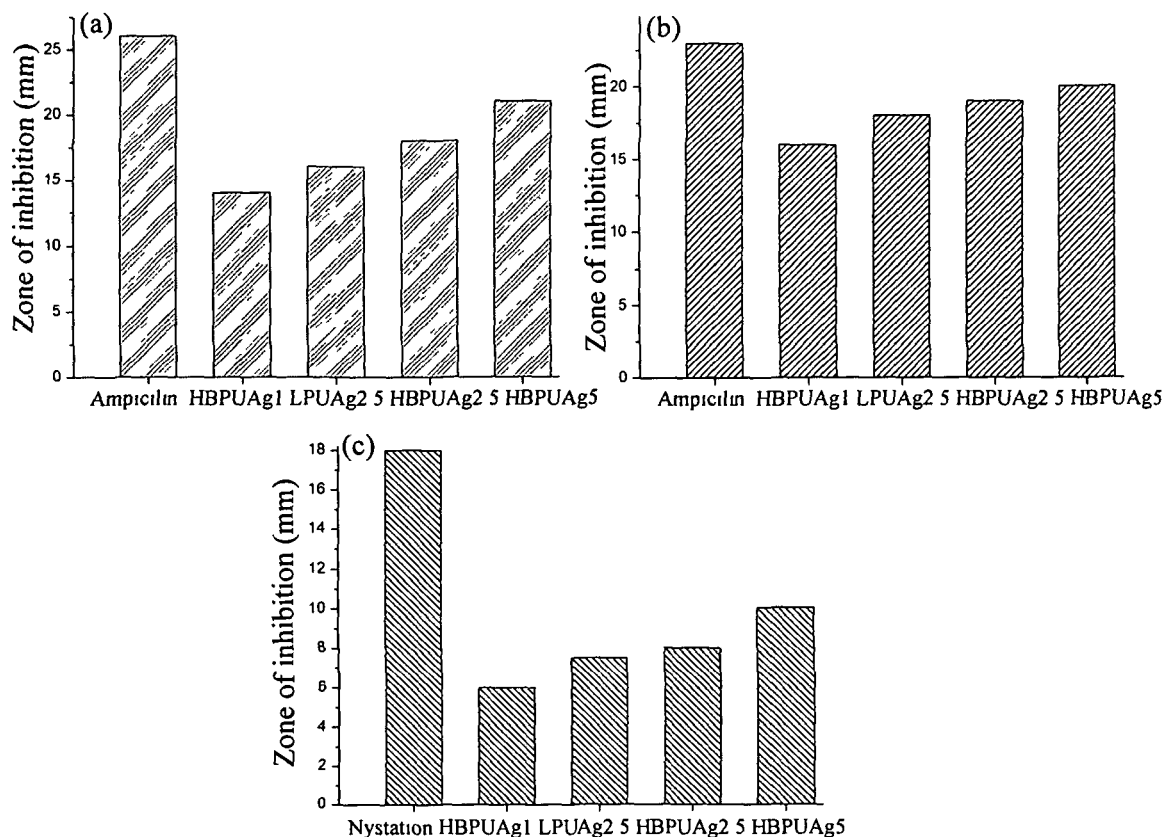 (a)
Zone of inhibition (mm)
25
20
15
10
5
0
Ampicilin HBPUAg1 LPUAg2 5 HBPUAg2 5 HBPUAg5
(b)
Zone of inhibition (mm)
20
15
10
5
0
Ampicilin HBPUAg1 LPUAg2 5 HBPUAg2 5 HBPUAg5
(c)
Zone of inhibition (mm)
18
16
14
12
10
8
6
4
2
0
Nystation HBPUAg1 LPUAg2 5 HBPUAg2 5 HBPUAg5